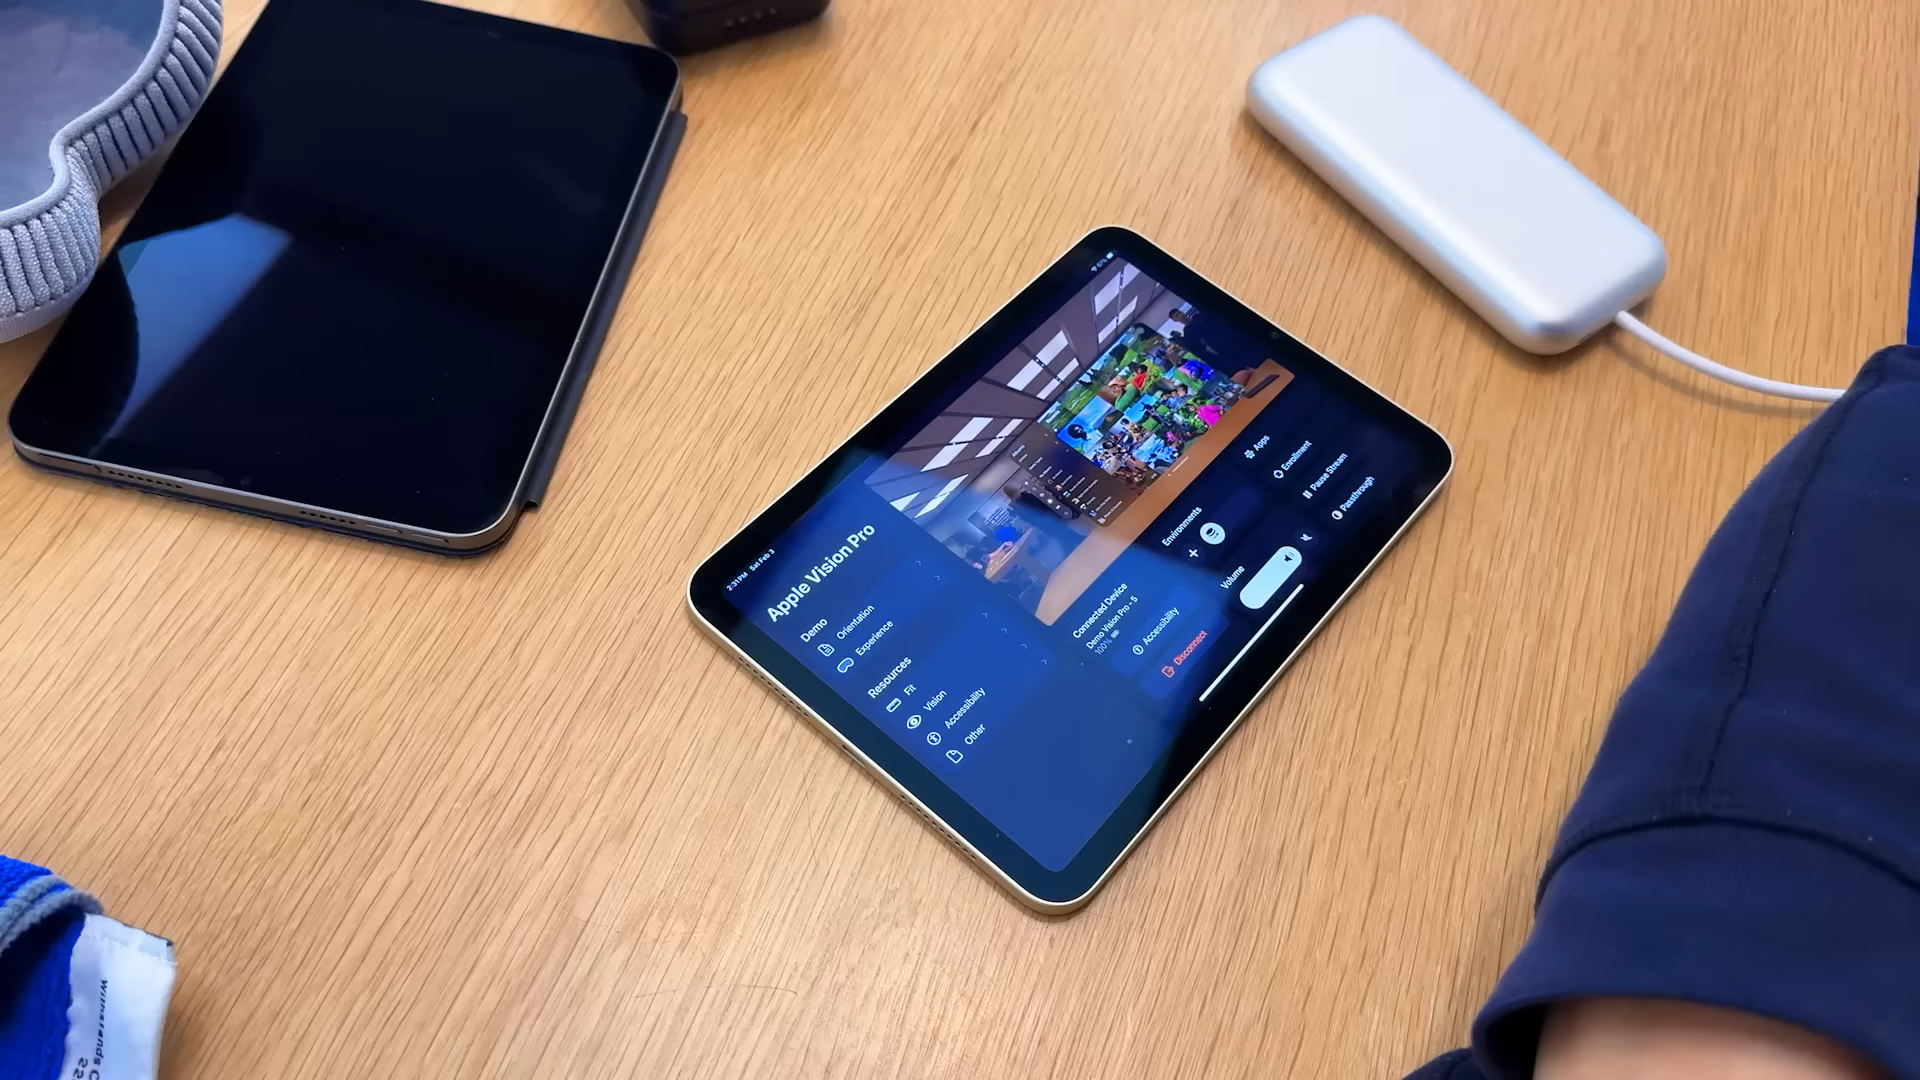 2:31 PM Sat Feb 3
Apple Vision Pro
Demo
Orientation
Experience
Resources
Fit
Vision
Accessibility
Other
Connected Device
Demo Vision Pro - 5
100%
Accessibility
Disconnect
Environments
Volume
Apps
Enrollment
Pause Stream
Passthrough
Withstands